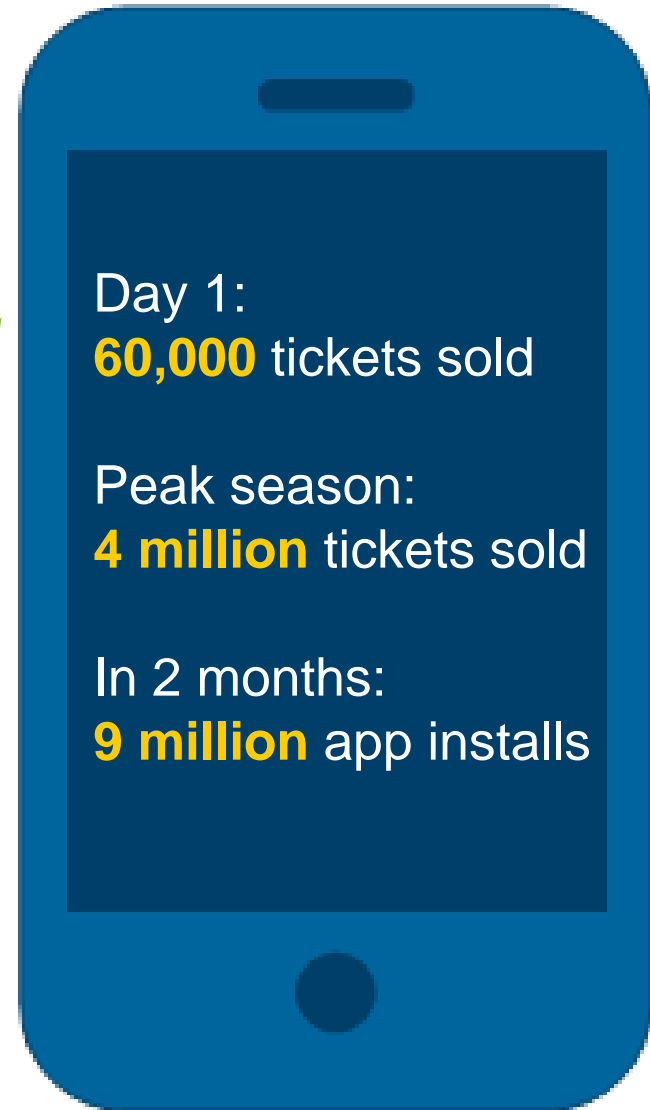 Day 1:
60,000 tickets sold
Peak season:
4 million tickets sold
In 2 months:
9 million app installs